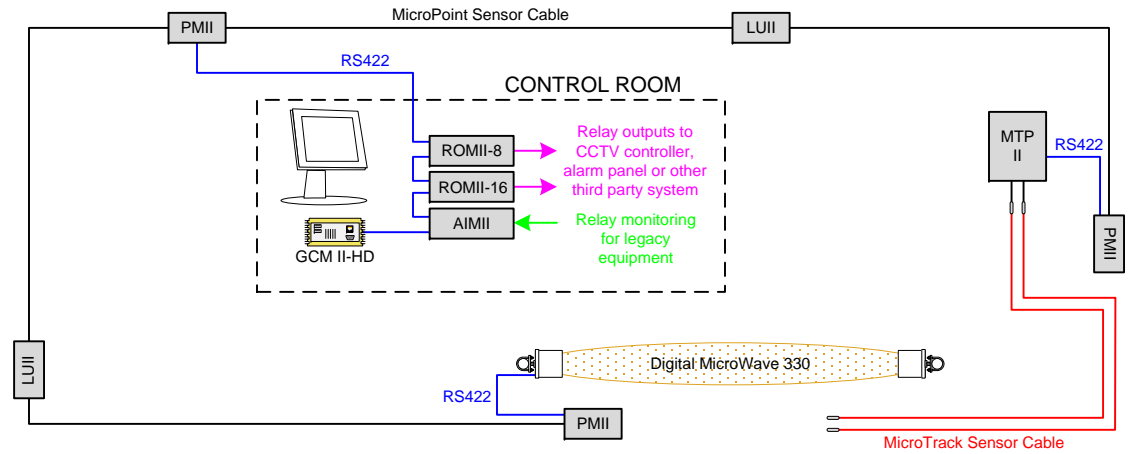 MicroPoint Sensor Cable
PMII
LUII
RS422
CONTROL ROOM
ROMII-8
ROMII-16
AIMII
GCM II-HD
Relay outputs to
CCTV controller,
alarm panel or other
third party system
Relay monitoring
for legacy
equipment
MTP
II
RS422
PMII
LUII
Digital MicroWave 330
RS422
PMII
MicroTrack Sensor Cable